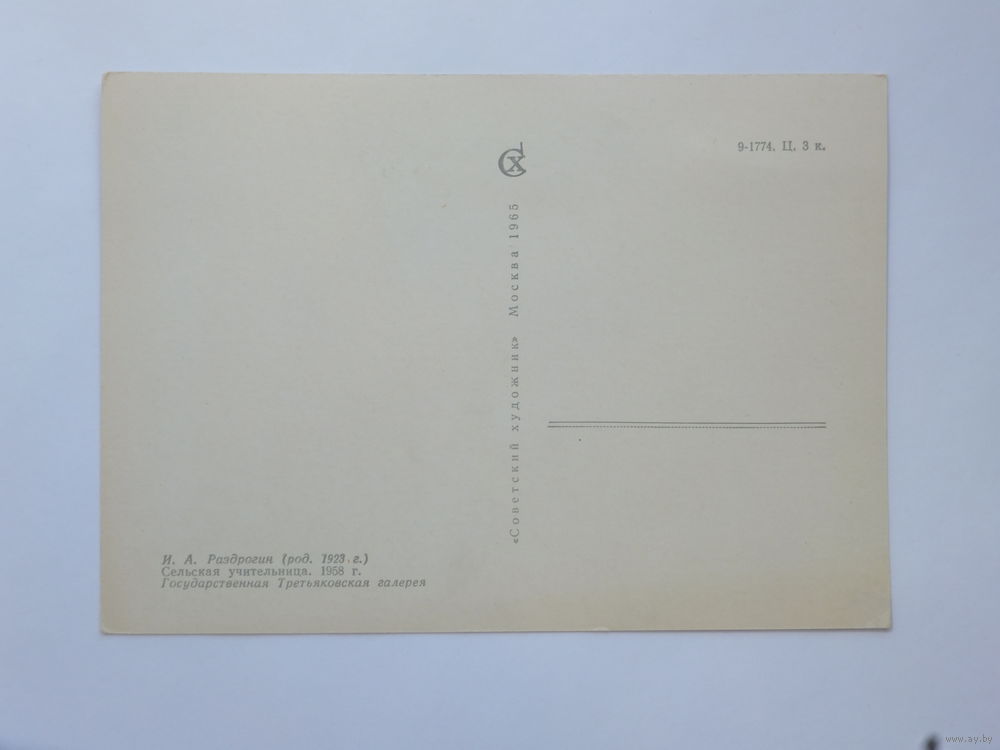 СХ
9-1774. Ц. 3 к.
«Советский художник» Москва 1965
И. А. Раздрогин (род. 1923 г.)
Сельская учительница. 1958 г.
Государственная Третьяковская галерея
www.ay.by